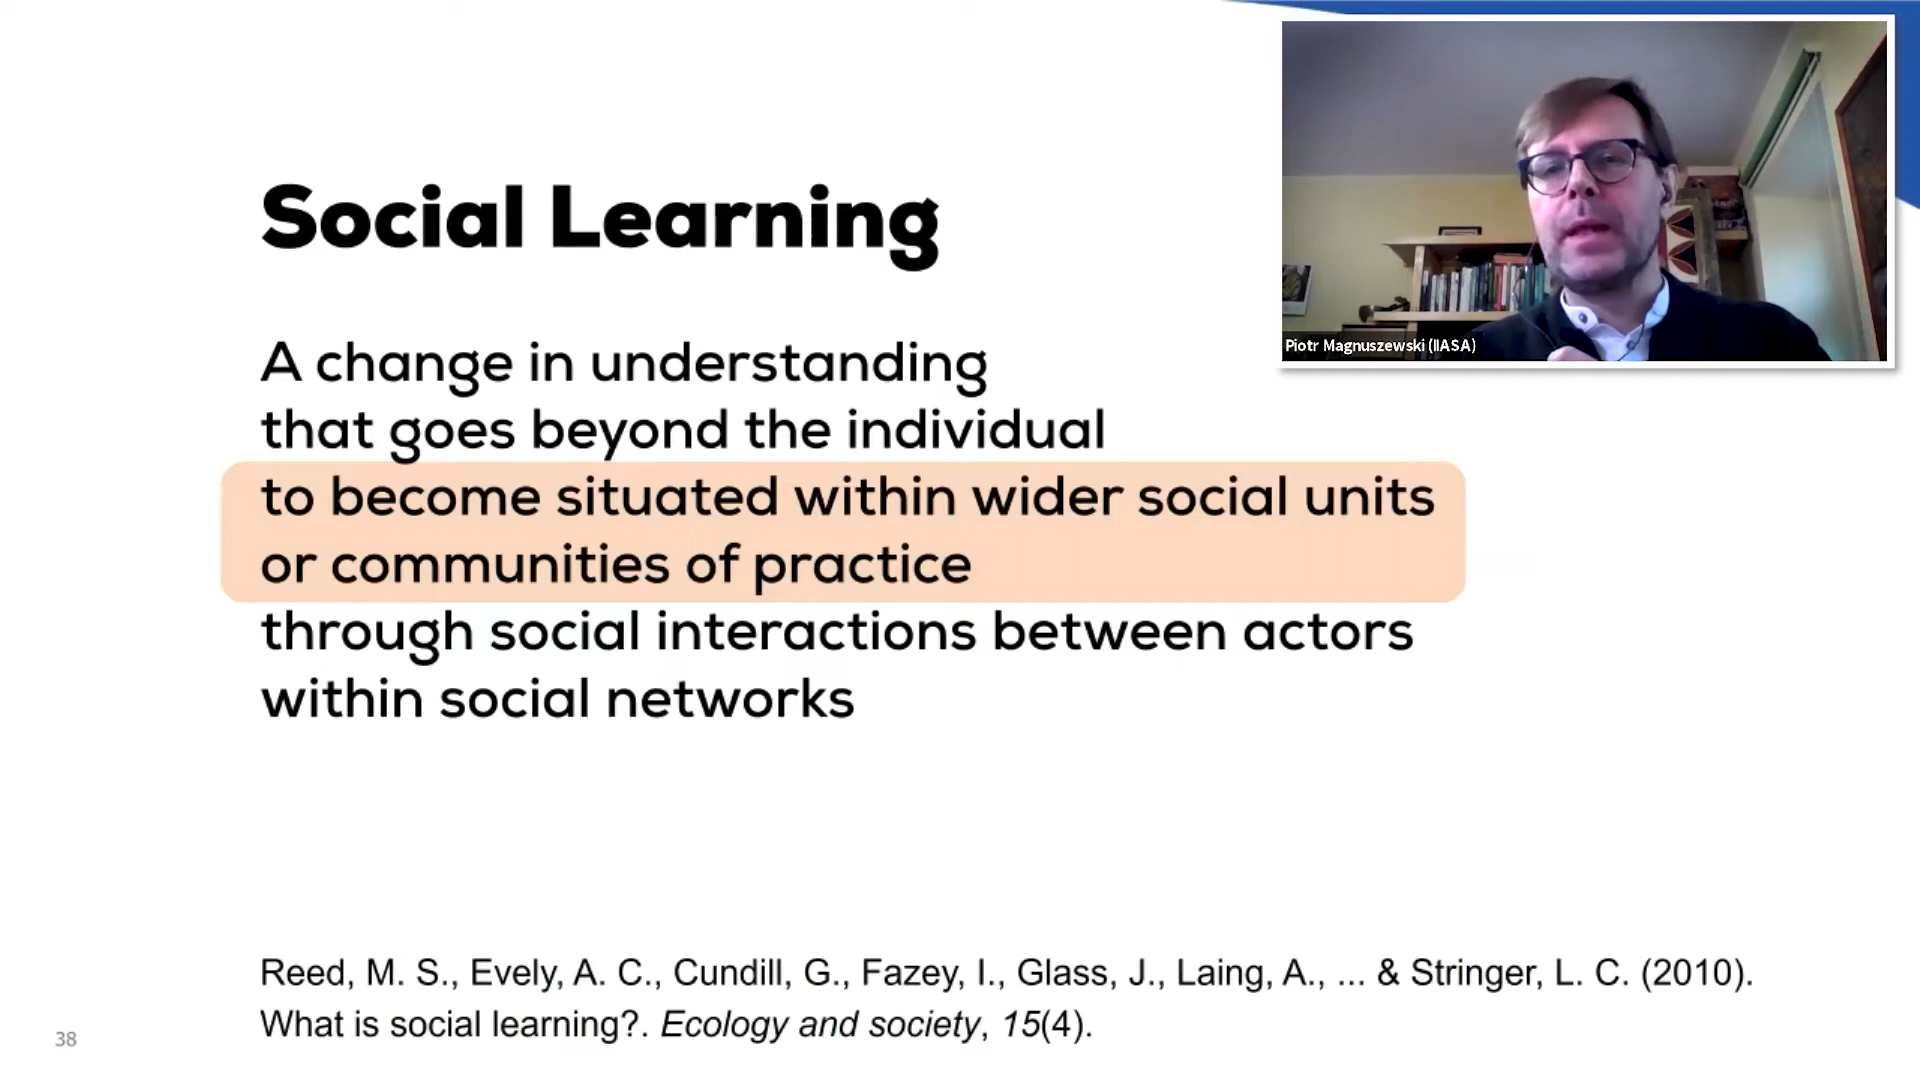 Social Learning
A change in understanding
that goes beyond the individual
to become situated within wider social units
or communities of practice
through social interactions between actors
within social networks
Piotr Magnuszewski (IIASA)
Reed, M. S., Evely, A. C., Cundill, G., Fazey, I., Glass, J., Laing, A., ... & Stringer, L. C. (2010).
What is social learning?. Ecology and society, 15(4).
38